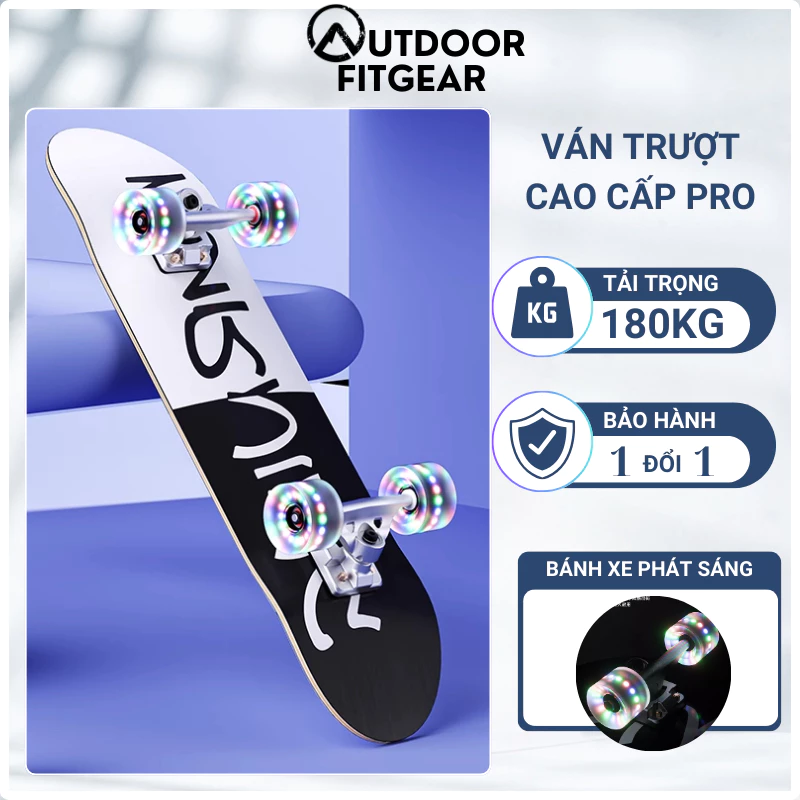 OUTDOOR
FITGEAR
VÁN TRƯỢT
CAO CẤP PRO
TẢI TRỌNG
KG
180KG
BẢO HÀNH
1 ĐỔI 1
BÁNH XE PHÁT SÁNG